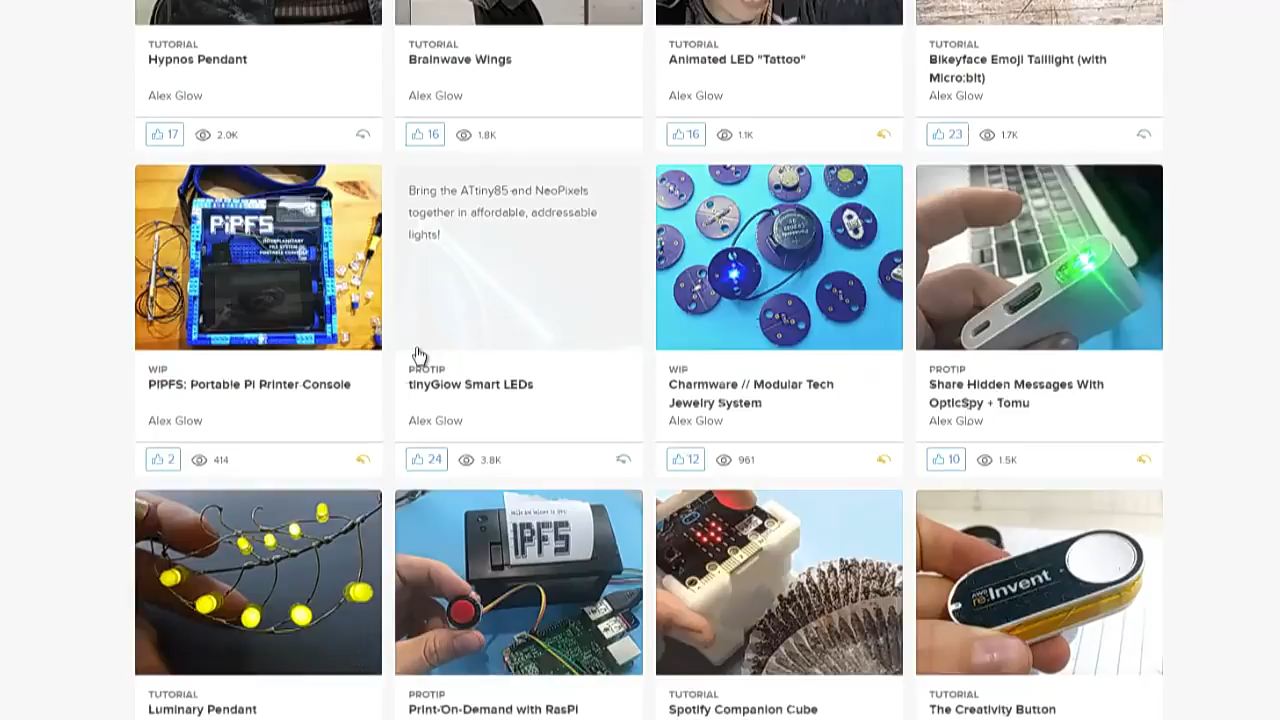 TUTORIAL
Hypnos Pendant
Alex Glow
17 2.0K
TUTORIAL
Brainwave Wings
Alex Glow
16 1.8K
TUTORIAL
Animated LED "Tattoo"
Alex Glow
16 1.1K
TUTORIAL
Bikeyface Emoji Taillight (with
Micro:bit)
Alex Glow
23 1.7K
PiPFS
WIP
PiPFS: Portable Pi Printer Console
Alex Glow
2 414
Bring the ATtiny85 and NeoPixels
together in affordable, addressable
lights!
PROTIP
tinyGlow Smart LEDs
Alex Glow
24 3.8K
WIP
Charmware // Modular Tech
Jewelry System
Alex Glow
12 961
PROTIP
Share Hidden Messages With
OpticSpy + Tomu
Alex Glow
10 1.5K
TUTORIAL
Luminary Pendant
IPFS
PROTIP
Print-On-Demand with RasPi
TUTORIAL
Spotify Companion Cube
AWS
re:Invent
TUTORIAL
The Creativity Button